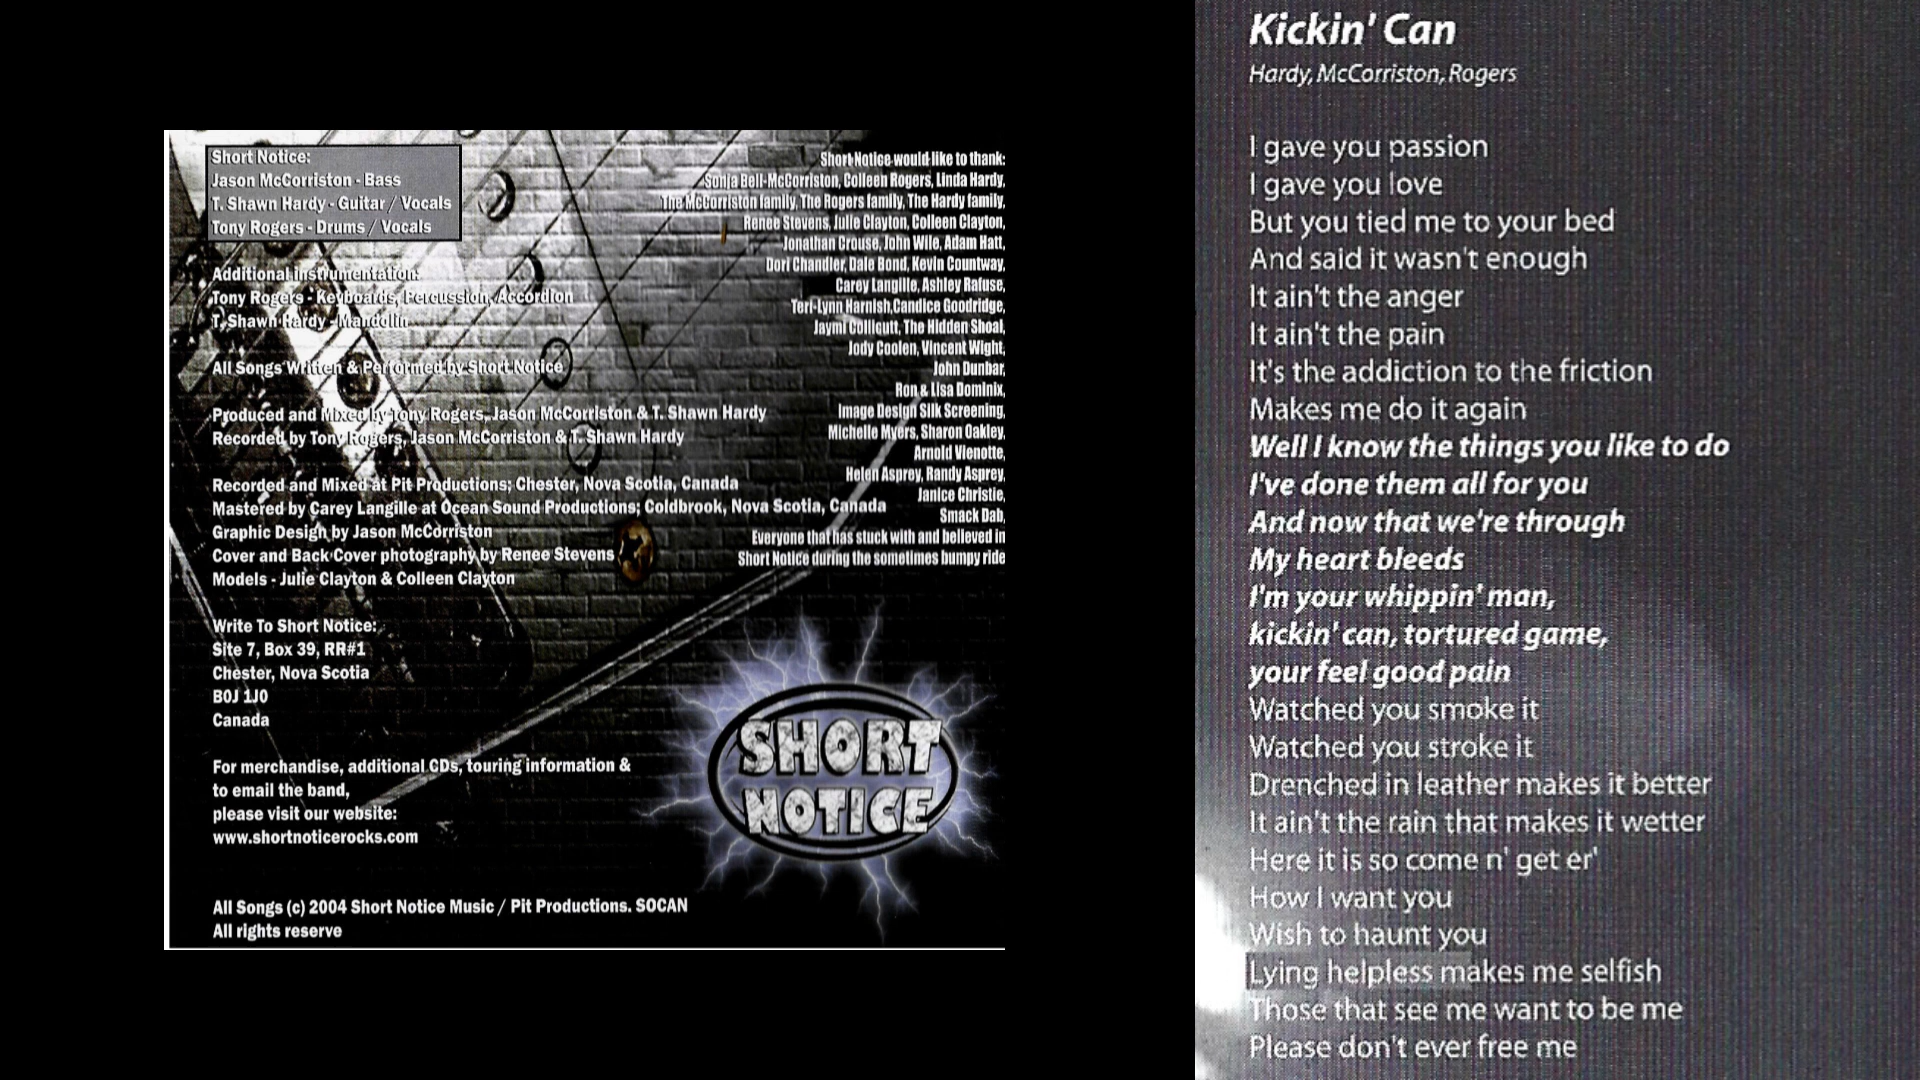 Short Notice:
Jason McCorriston - Bass
T. Shawn Hardy - Guitar / Vocals
Tony Rogers - Drums / Vocals
Additional instrumentation:
Tony Rogers - Keyboards, Percussion, Accordion
T. Shawn Hardy - Mandolin
All Songs Written & Performed by Short Notice
Produced and Mixed by Tony Rogers, Jason McCorriston & T. Shawn Hardy
Recorded by Tony Rogers, Jason McCorriston & T. Shawn Hardy
Recorded and Mixed at Pit Productions; Chester, Nova Scotia, Canada
Mastered by Carey Langille at Ocean Sound Productions; Coldbrook, Nova Scotia, Canada
Graphic Design by Jason McCorriston
Cover and Back Cover photography by Renee Stevens
Models - Julie Clayton & Colleen Clayton
Write To Short Notice:
Site 7, Box 39, RR#1
Chester, Nova Scotia
B0J 1J0
Canada
For merchandise, additional CDs, touring information &
to email the band,
please visit our website:
www.shortnoticerocks.com
All Songs (c) 2004 Short Notice Music / Pit Productions. SOCAN
All rights reserve
Short Notice would like to thank:
Sonja Bell-McCorriston, Colleen Rogers, Linda Hardy,
The McCorriston family, The Rogers family, The Hardy family,
Renee Stevens, Julie Clayton, Colleen Clayton,
Jonathan Crouse, John Wile, Adam Hatt,
Dori Chandler, Dale Bond, Kevin Countway,
Carey Langille, Ashley Rafuse,
Teri-Lynn Harnish,Candice Goodridge,
Jaymi Collicutt, The Hidden Shoal,
Jody Coolen, Vincent Wight,
John Dunbar,
Ron & Lisa Dominix,
Image Design Silk Screening,
Michelle Myers, Sharon Oakley,
Arnold Vienotte,
Helen Asprey, Randy Asprey,
Janice Christie,
Smack Dab,
Everyone that has stuck with and believed in
Short Notice during the sometimes bumpy ride
SHORT
NOTICE
Kickin' Can
Hardy, McCorriston, Rogers
I gave you passion
I gave you love
But you tied me to your bed
And said it wasn't enough
It ain't the anger
It ain't the pain
It's the addiction to the friction
Makes me do it again
Well I know the things you like to do
I've done them all for you
And now that we're through
My heart bleeds
I'm your whippin' man,
kickin' can, tortured game,
your feel good pain
Watched you smoke it
Watched you stroke it
Drenched in leather makes it better
It ain't the rain that makes it wetter
Here it is so come n' get er'
How I want you
Wish to haunt you
Lying helpless makes me selfish
Those that see me want to be me
Please don't ever free me